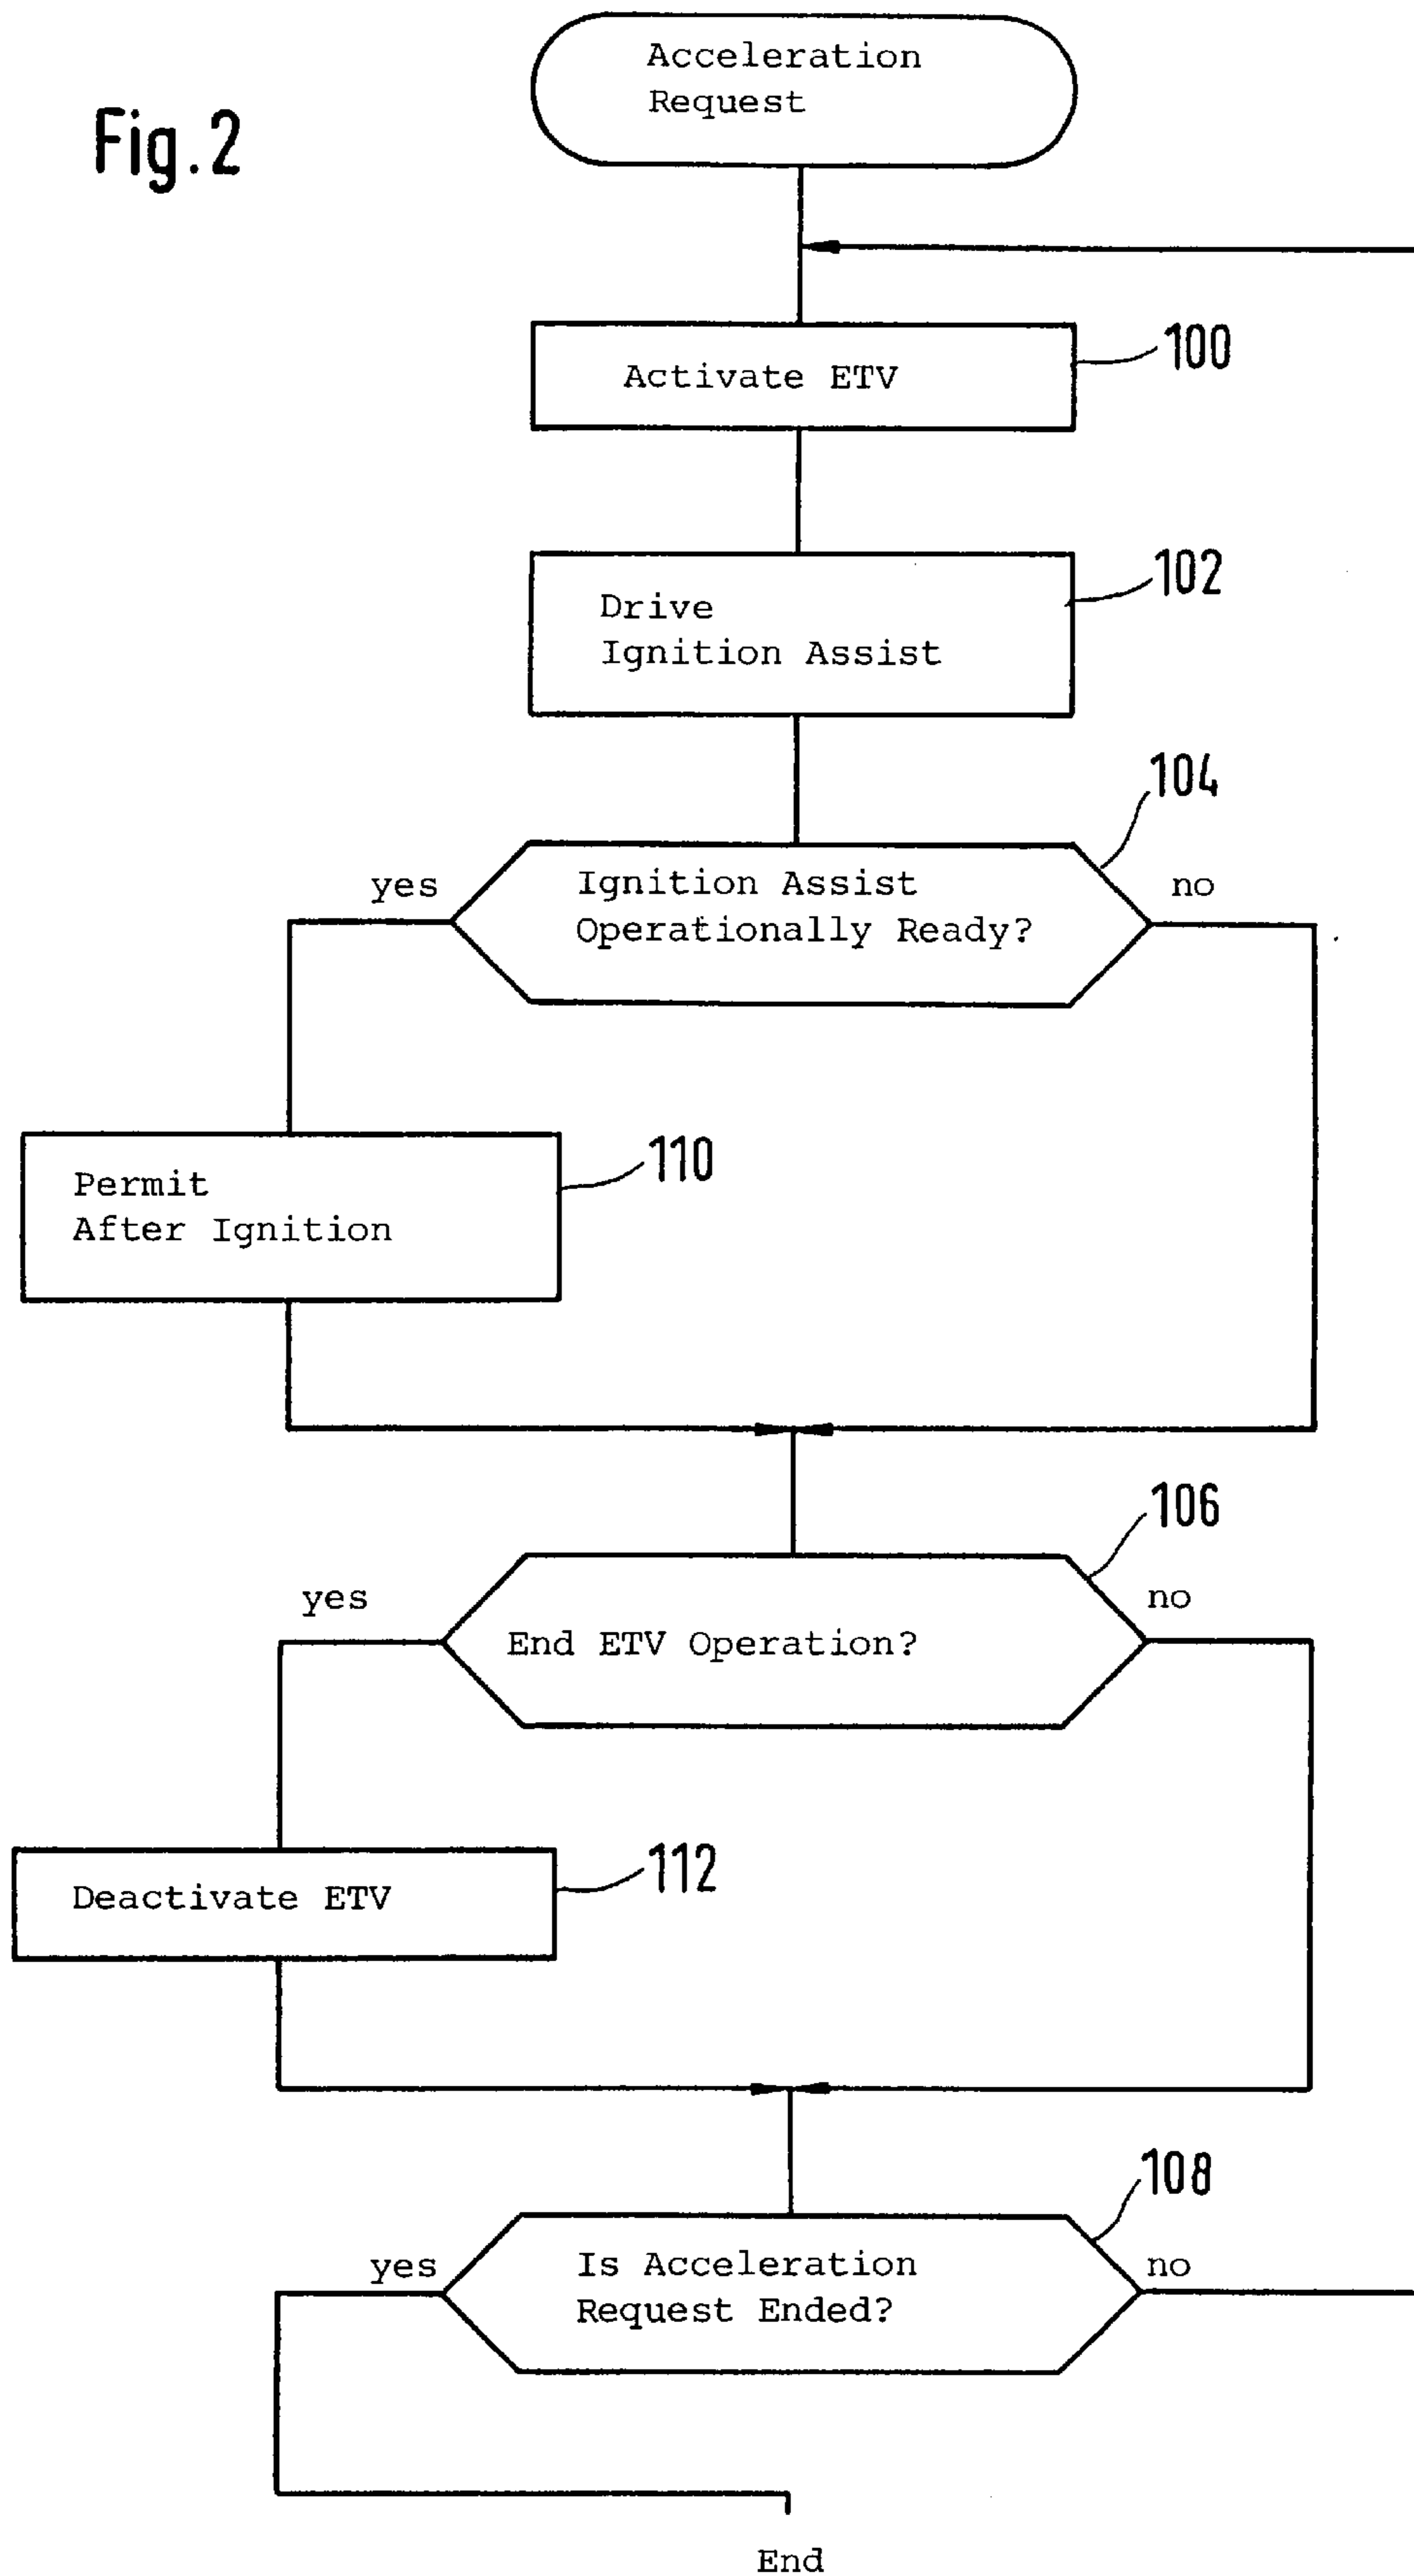 Fig.2
Acceleration
Request
100
Activate ETV
102
Drive
Ignition Assist
104
yes
Ignition Assist
Operationally Ready?
no
110
Permit
After Ignition
106
yes
End ETV Operation?
no
112
Deactivate ETV
108
yes
Is Acceleration
Request Ended?
no
End